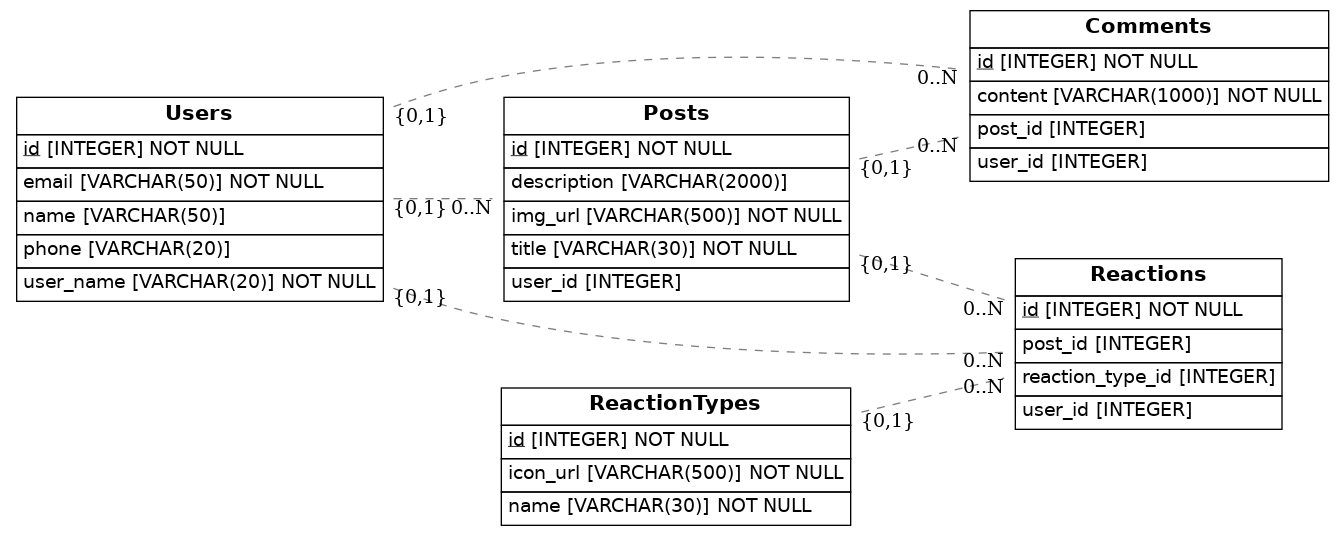 Users
id [INTEGER] NOT NULL
email [VARCHAR(50)] NOT NULL
name [VARCHAR(50)]
phone [VARCHAR(20)]
user_name [VARCHAR(20)] NOT NULL
{0,1}
{0,1}
{0,1}
0..N
Posts
id [INTEGER] NOT NULL
description [VARCHAR(2000)]
img_url [VARCHAR(500)] NOT NULL
title [VARCHAR(30)] NOT NULL
user_id [INTEGER]
{0,1}
{0,1}
0..N
0..N
Comments
id [INTEGER] NOT NULL
content [VARCHAR(1000)] NOT NULL
post_id [INTEGER]
user_id [INTEGER]
0..N
0..N
0..N
Reactions
id [INTEGER] NOT NULL
post_id [INTEGER]
reaction_type_id [INTEGER]
user_id [INTEGER]
ReactionTypes
id [INTEGER] NOT NULL
icon_url [VARCHAR(500)] NOT NULL
name [VARCHAR(30)] NOT NULL
{0,1}